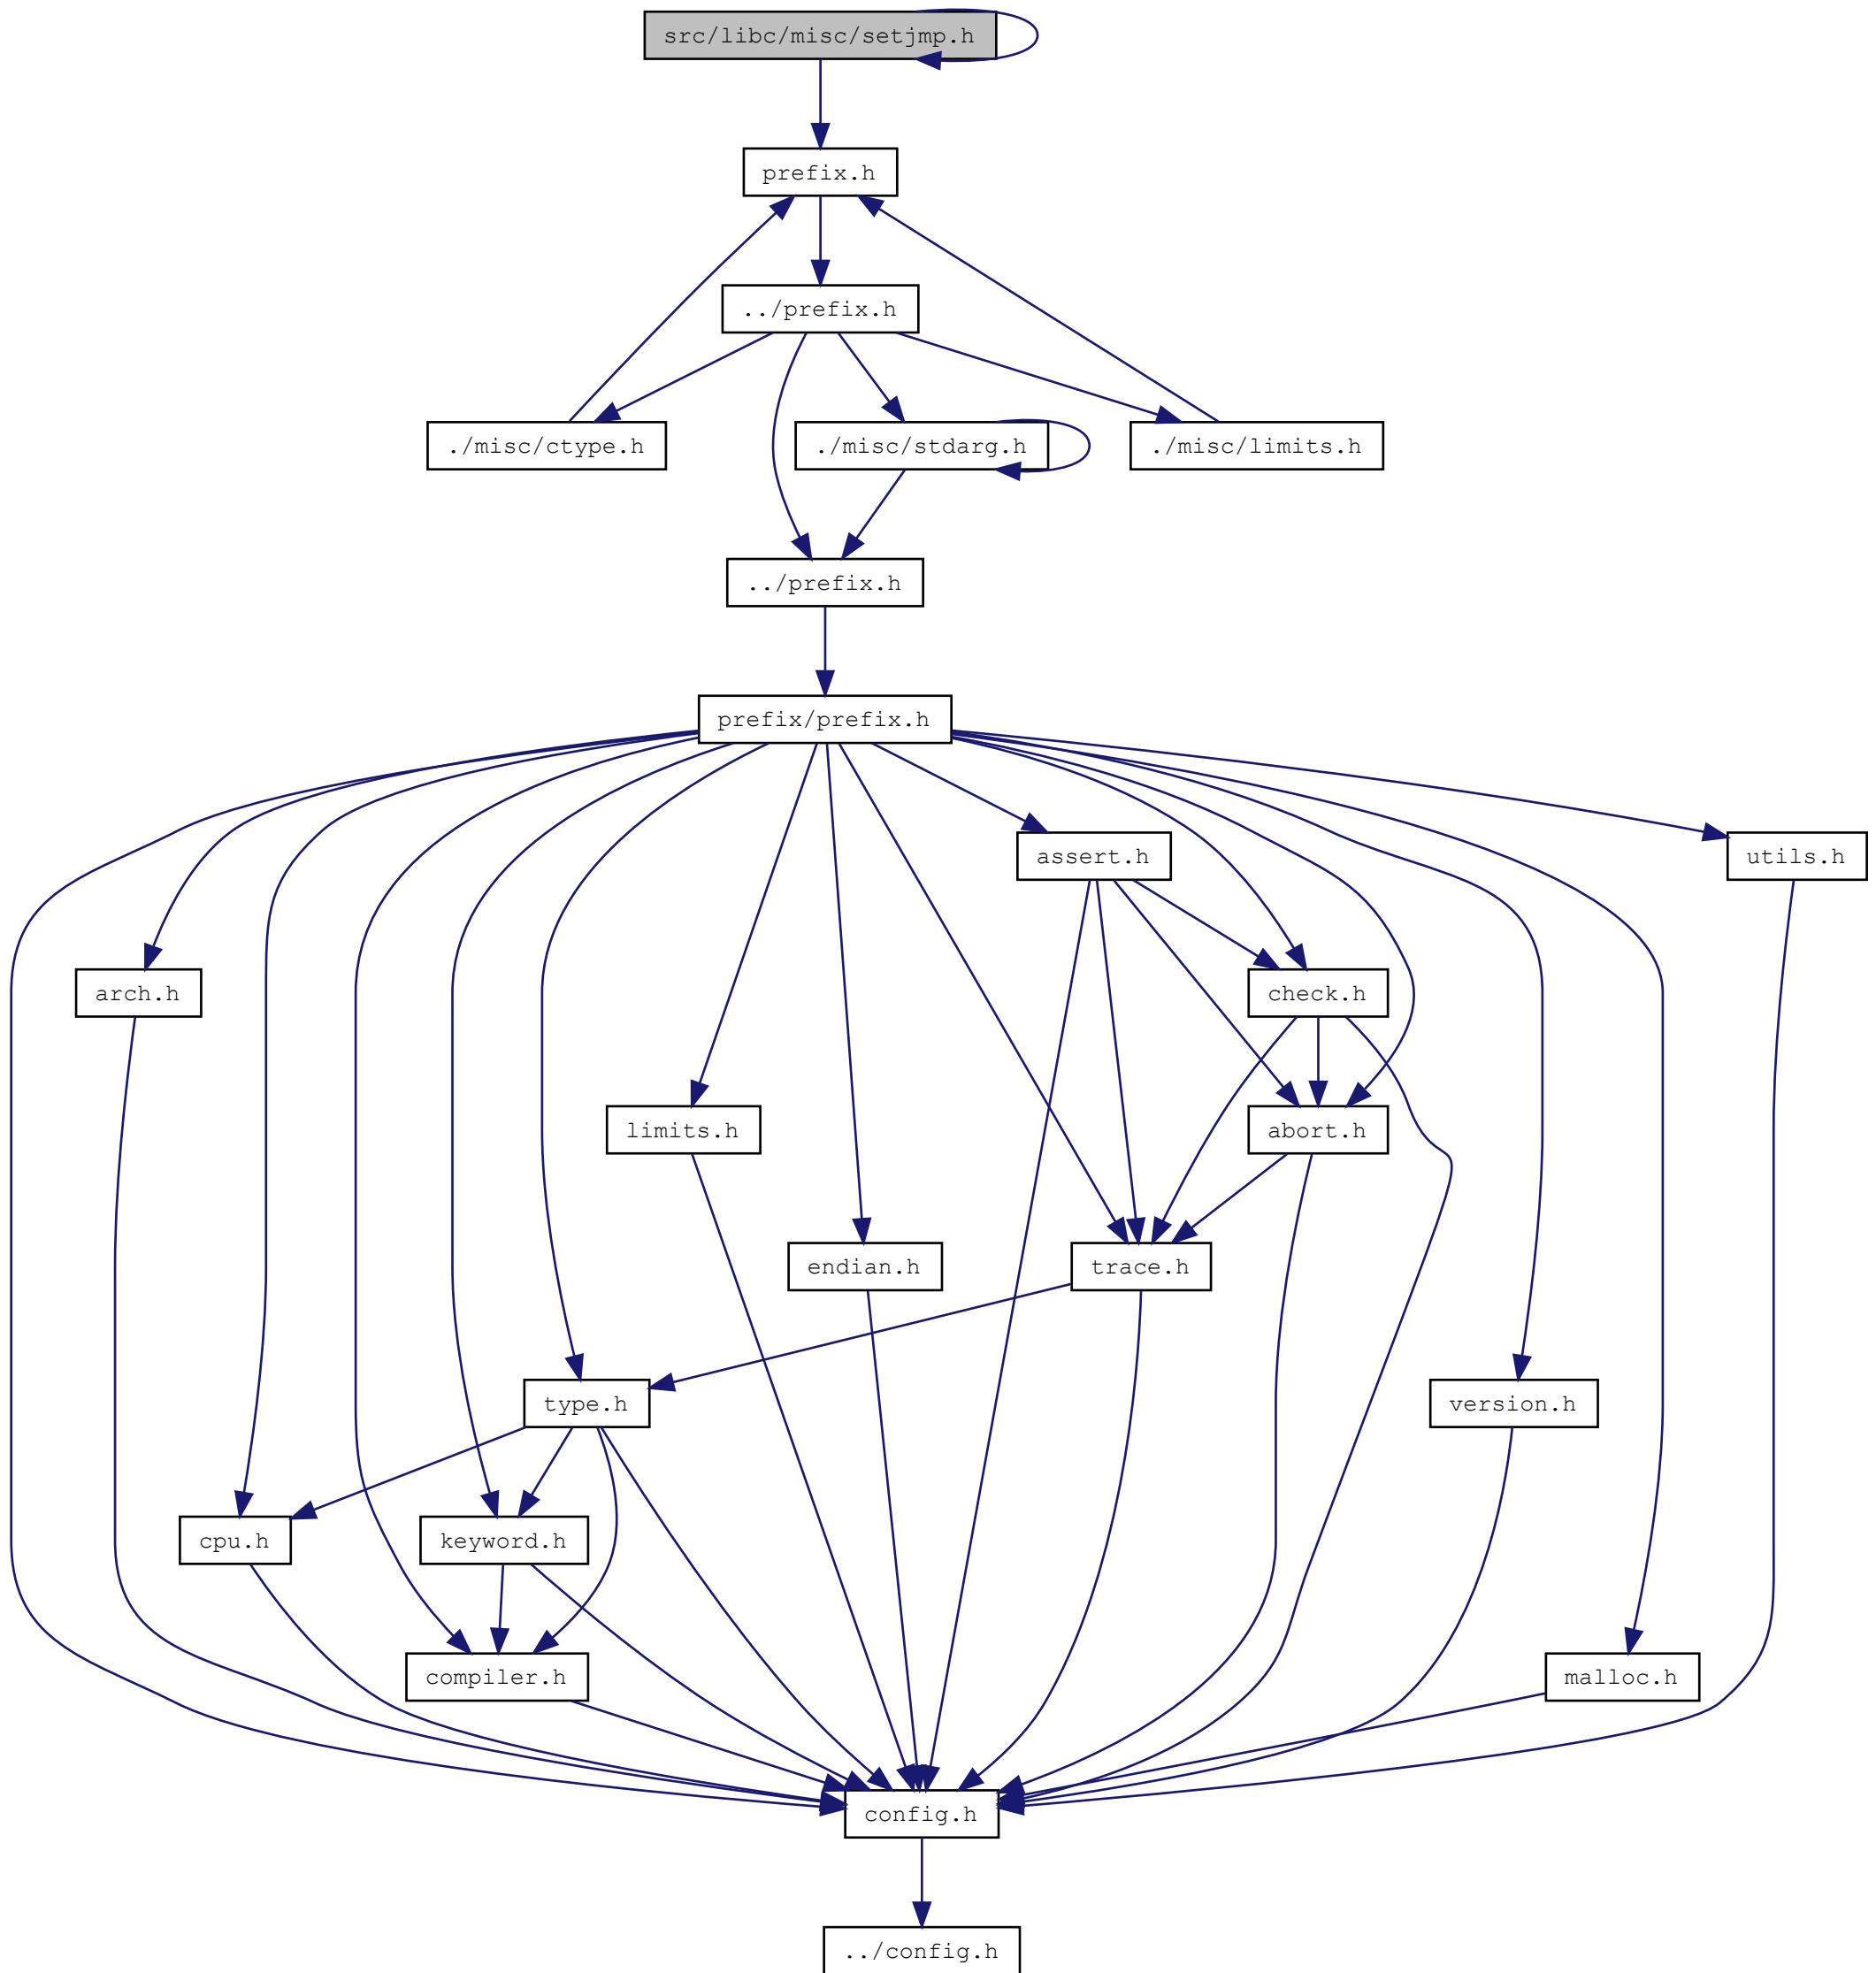 src/libc/misc/setjmp.h
prefix.h
../prefix.h
./misc/ctype.h
./misc/stdarg.h
./misc/limits.h
../prefix.h
prefix/prefix.h
assert.h
utils.h
arch.h
check.h
limits.h
abort.h
endian.h
trace.h
type.h
version.h
cpu.h
keyword.h
compiler.h
malloc.h
config.h
../config.h